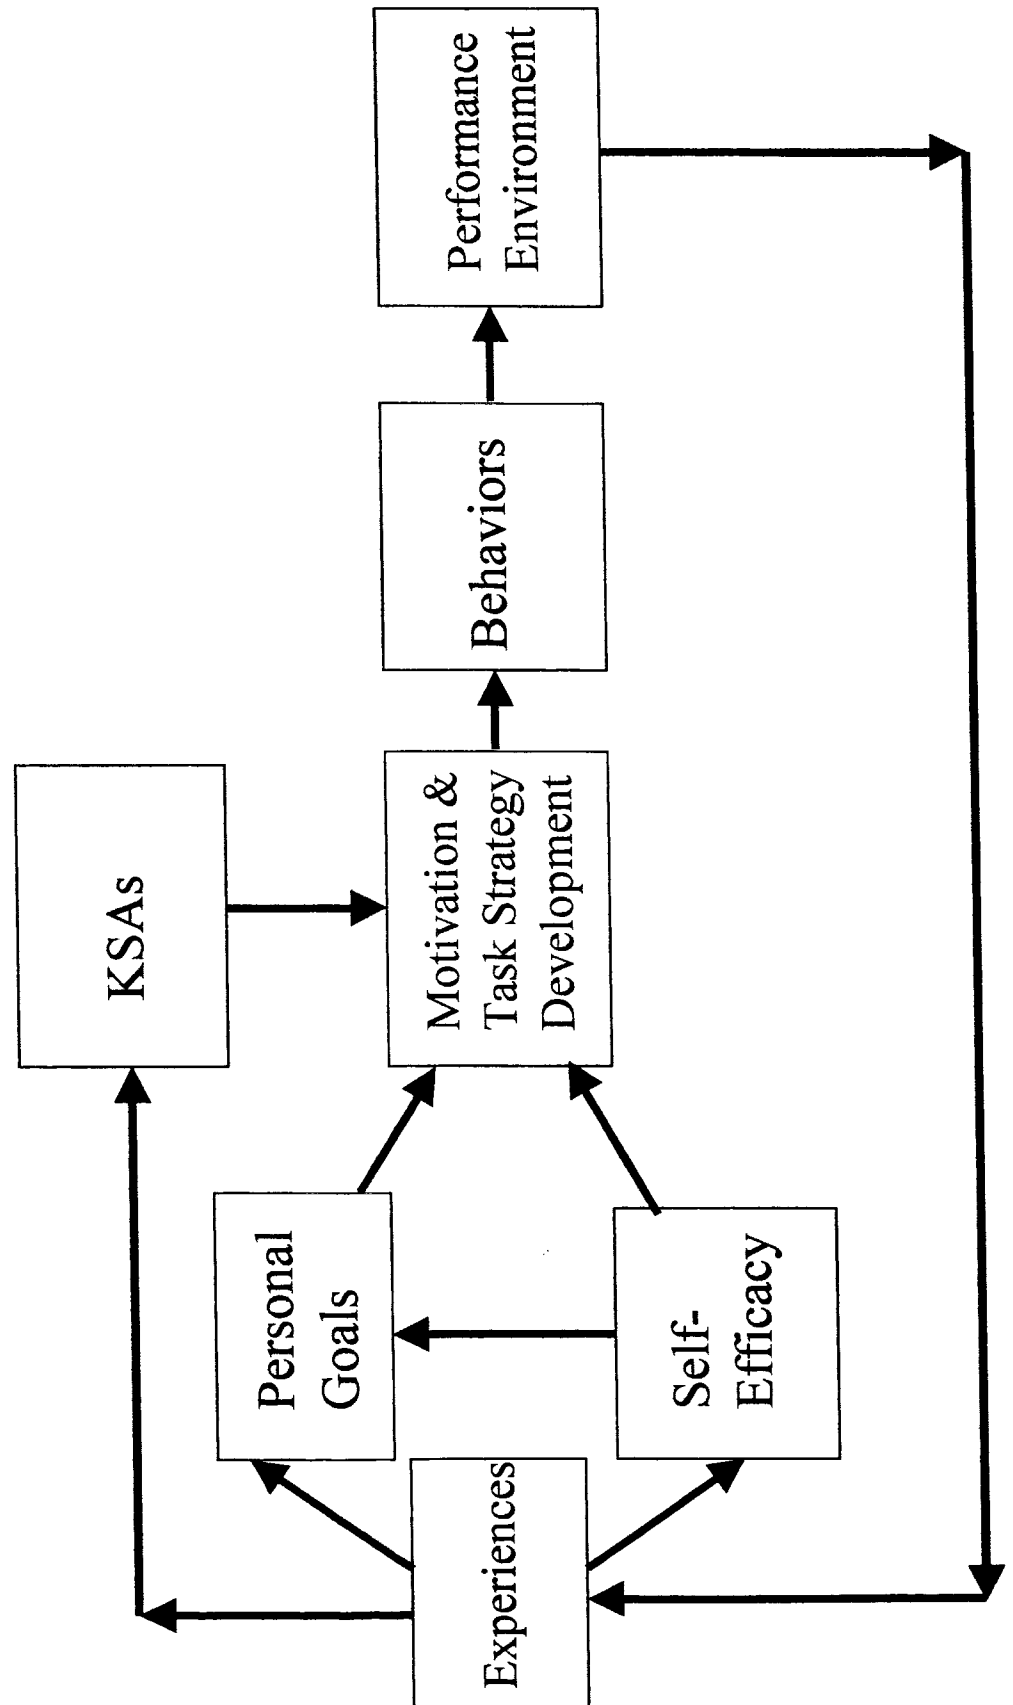 Experiences
Personal
Goals
Self-
Efficacy
KSAs
Motivation &
Task Strategy
Development
Behaviors
Performance
Environment